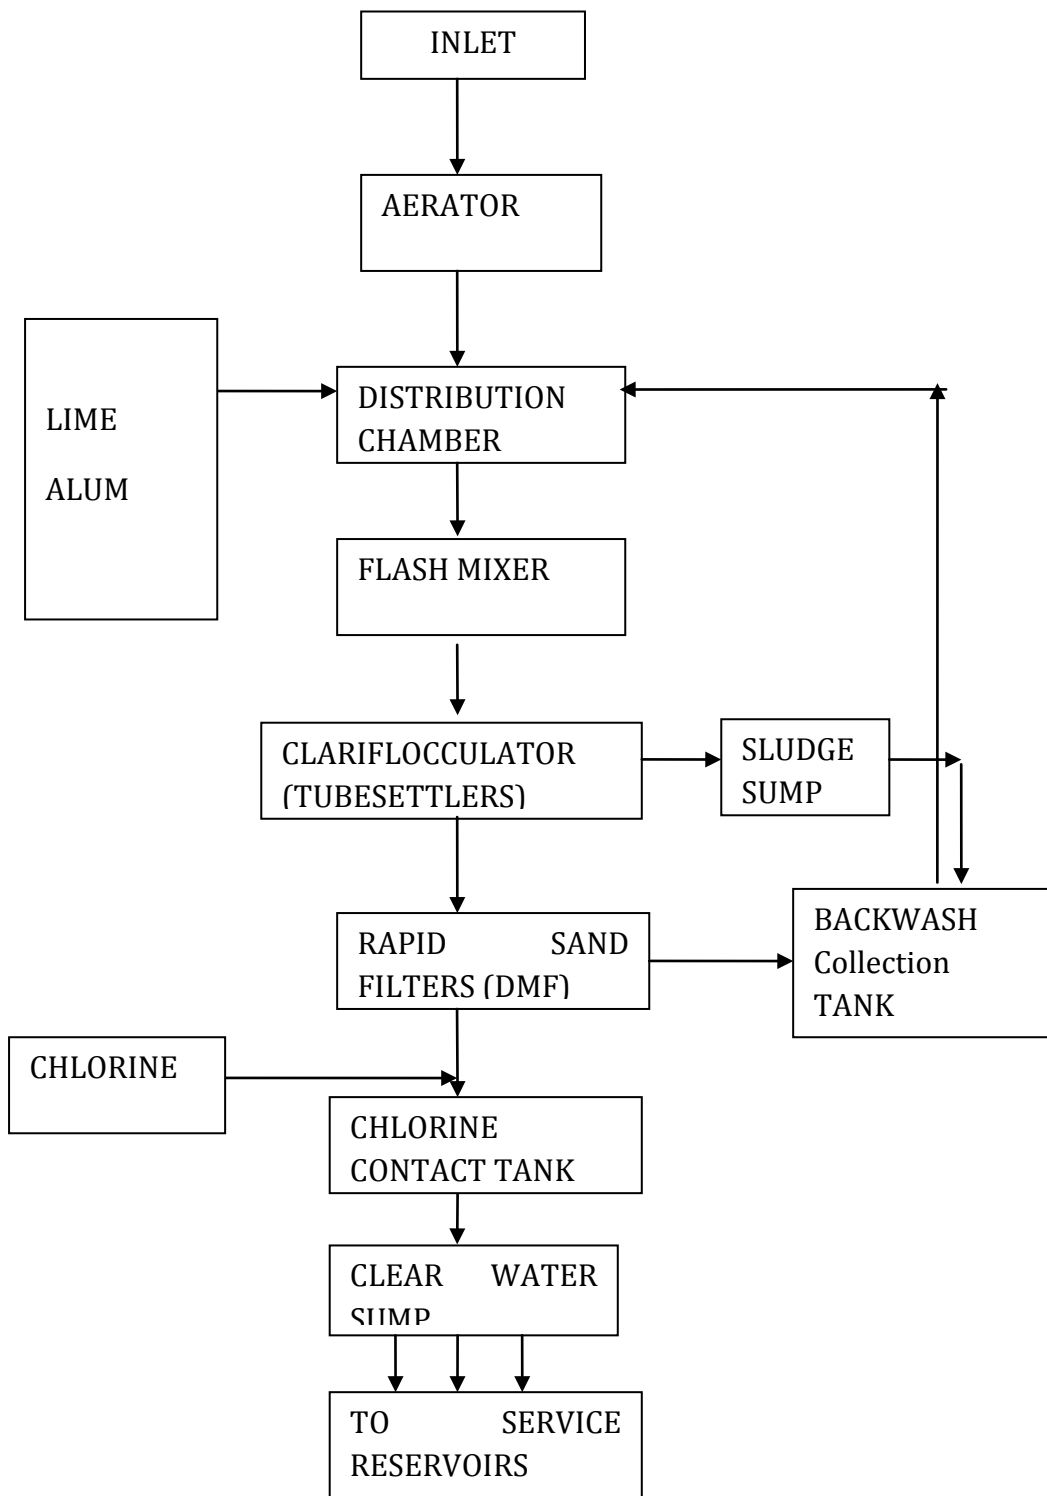 INLET
AERATOR
LIME
ALUM
DISTRIBUTION
CHAMBER
FLASH MIXER
CLARIFLOCCULATOR
(TUBESETTLERS)
SLUDGE
SUMP
RAPID SAND
FILTERS (DMF)
BACKWASH
Collection
TANK
CHLORINE
CHLORINE
CONTACT TANK
CLEAR WATER
SUMP
TO SERVICE
RESERVOIRS